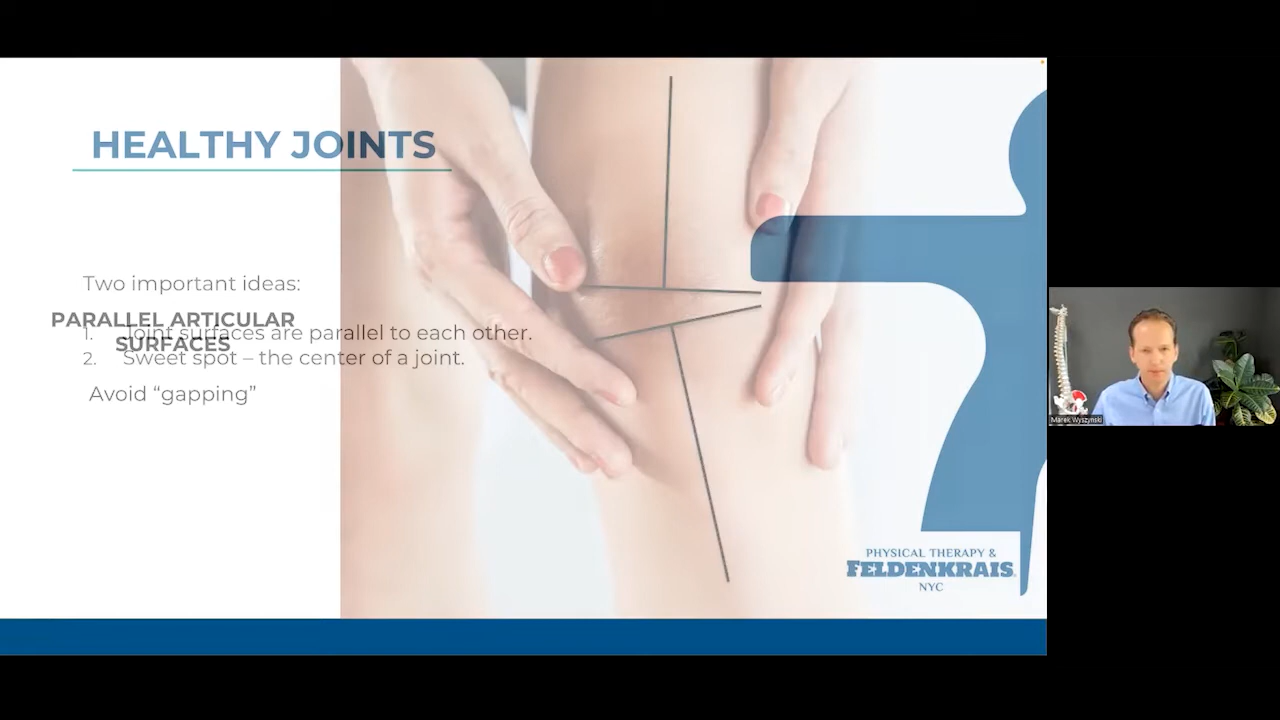 HEALTHY JOINTS
Two important ideas:
PARALLEL ARTICULAR
SURFACES
1. Joint surfaces are parallel to each other.
2. Sweet spot – the center of a joint.
Avoid “gapping”
PHYSICAL THERAPY &
FELDENKRAIS
NYC
Marek Wyszynski